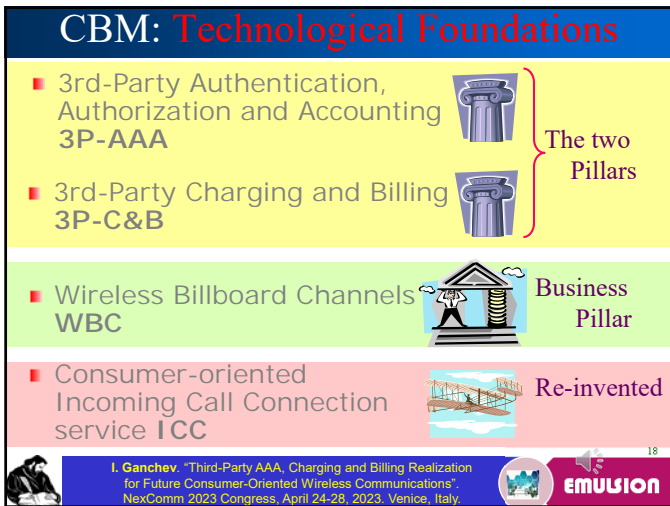 CBM: Technological Foundations
3rd-Party Authentication,
Authorization and Accounting
3P-AAA
3rd-Party Charging and Billing
3P-C&B
The two
Pillars
Wireless Billboard Channels
WBC
Business
Pillar
Consumer-oriented
Incoming Call Connection
service ICC
Re-invented
18
I. Ganchev. "Third-Party AAA, Charging and Billing Realization
for Future Consumer-Oriented Wireless Communications".
NexComm 2023 Congress, April 24-28, 2023. Venice, Italy.
EMULSION